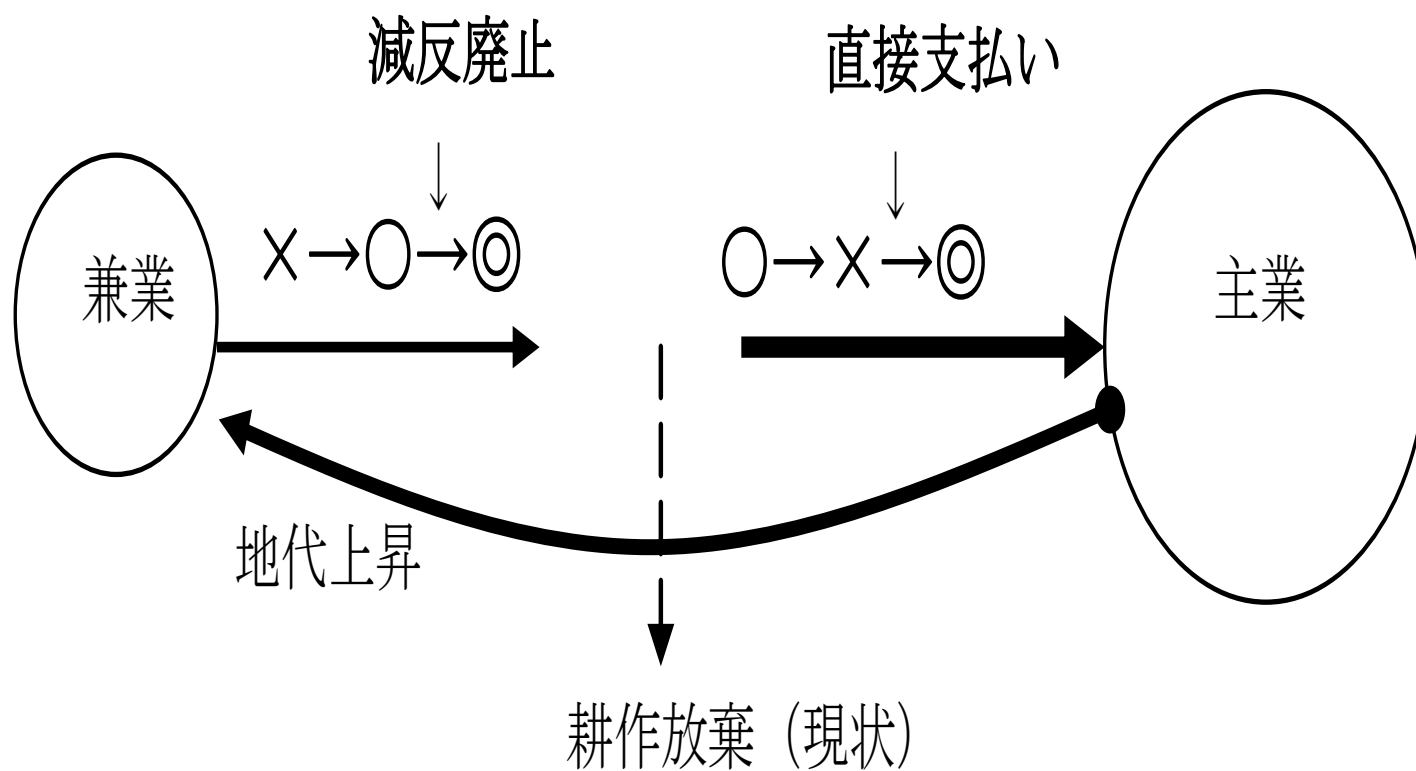 減反廃止
直接支払い
×→○→◎
○→×→◎
兼業
主業
地代上昇
耕作放棄（現状）